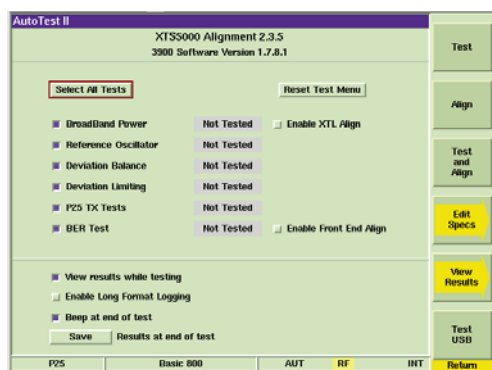 AutoTest II
XTS5000 Alignment 2.3.5
3900 Software Version 1.7.8.1
Select All Tests Reset Test Menu
BroadBand Power Not Tested Enable XTL Align
Reference Oscillator Not Tested
Deviation Balance Not Tested
Deviation Limiting Not Tested
P25 TX Tests Not Tested
BER Test Not Tested Enable Front End Align
View results while testing
Enable Long Format Logging
Beep at end of test
Save Results at end of test
P25 Basic 800 AUT RF INT
Test
Align
Test
and
Align
Edit
Specs
View
Results
Test
USB
Return